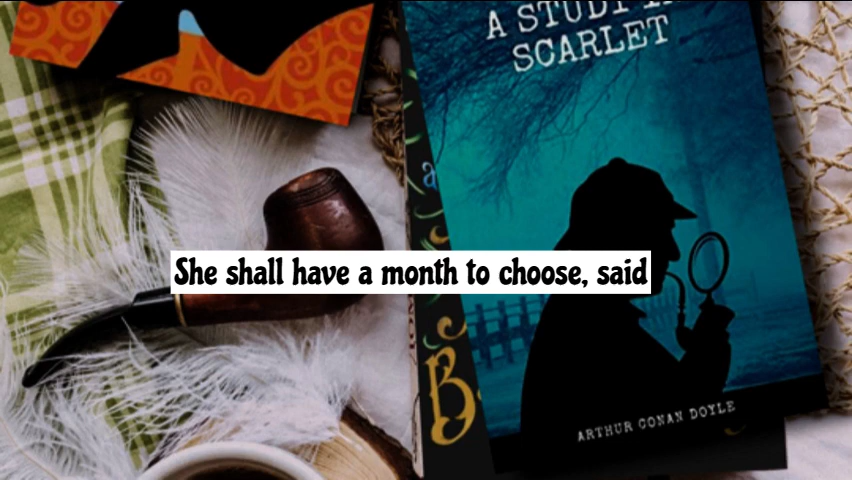 A STUDY IN
SCARLET
She shall have a month to choose, said
ARTHUR CONAN DOYLE